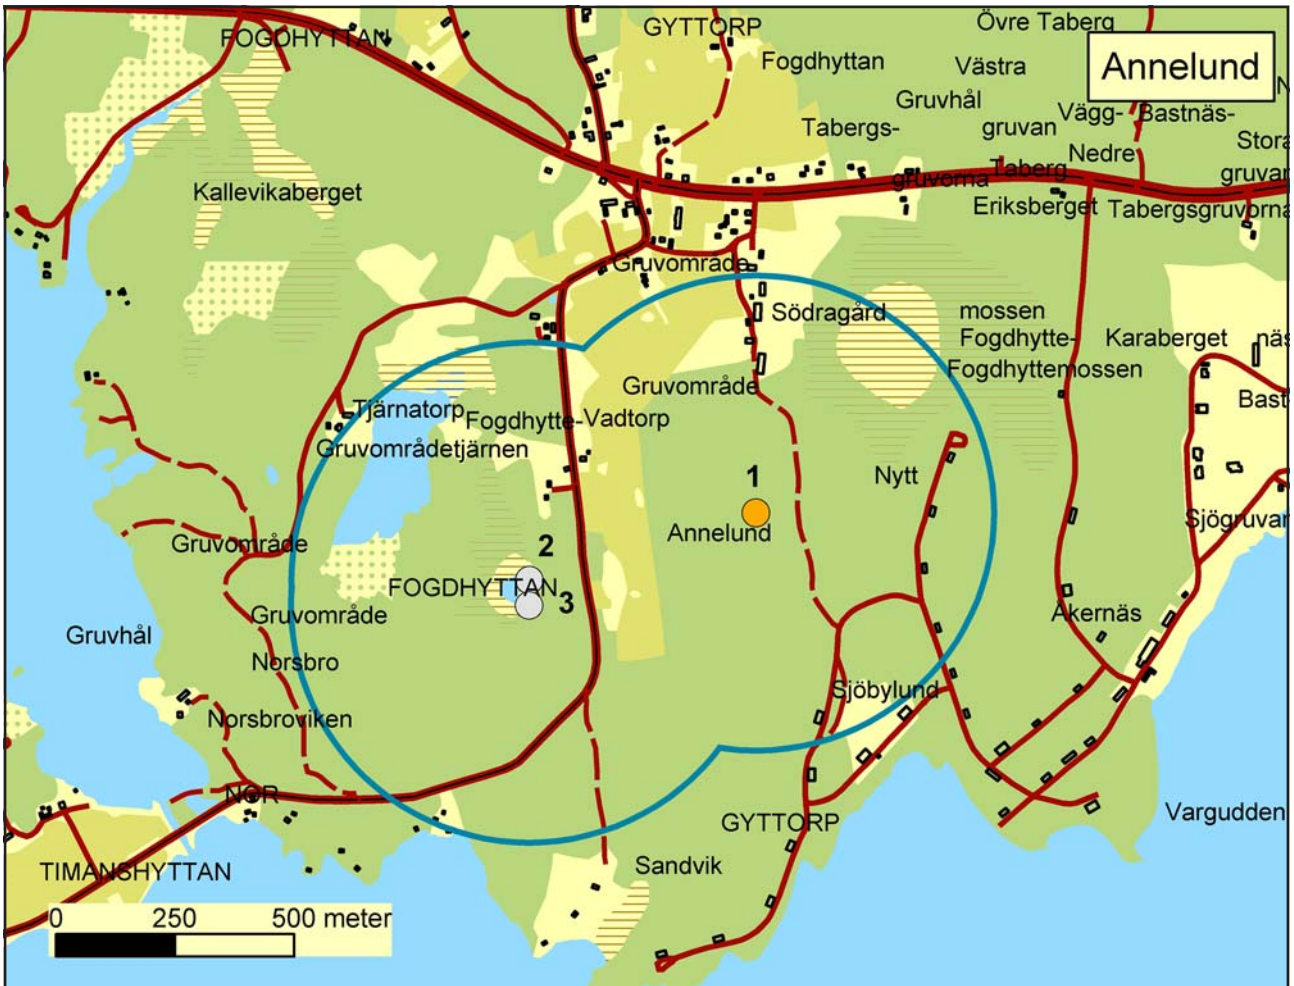 FOGDHYTTAN
GYTTORP
Övre Taberg
Annelund
Fogdhyttan
Västra
N
Gruvhål
Tabergs-
gruvan
Vägg-
Bastnäs-
Nedre
Stora
gruvorna
Taberg
gruvan
Kallevikaberget
Eriksberget
Tabergsgruvorna
Gruvområde
Södragård
mossen
Fogdhytte-
Karaberget
näs
Fogdhyttemossen
Gruvområde
Bast-
Tjärnatorp
Fogdhytte-
Vadtorp
Gruvområdetjärnen
1
Nytt
Annelund
Sjögruvan
Gruvområde
2
FOGDHYTTAN
3
Gruvområde
Åkernäs
Gruvhål
Norsbro
Sjöbylund
Norsbroviken
NOR
GYTTORP
Vargudden
TIMANSHYTTAN
Sandvik
0 250 500 meter